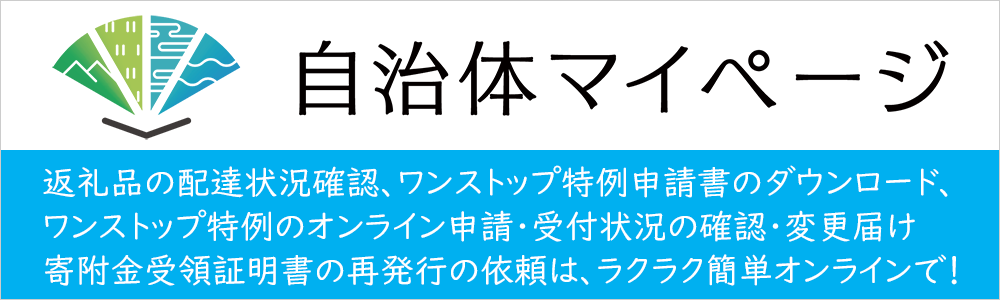 自治体マイページ
返礼品の配達状況確認、ワンストップ特例申請書のダウンロード、
ワンストップ特例のオンライン申請・受付状況の確認・変更届け
寄附金受領証明書の再発行の依頼は、ラクラク簡単オンラインで！